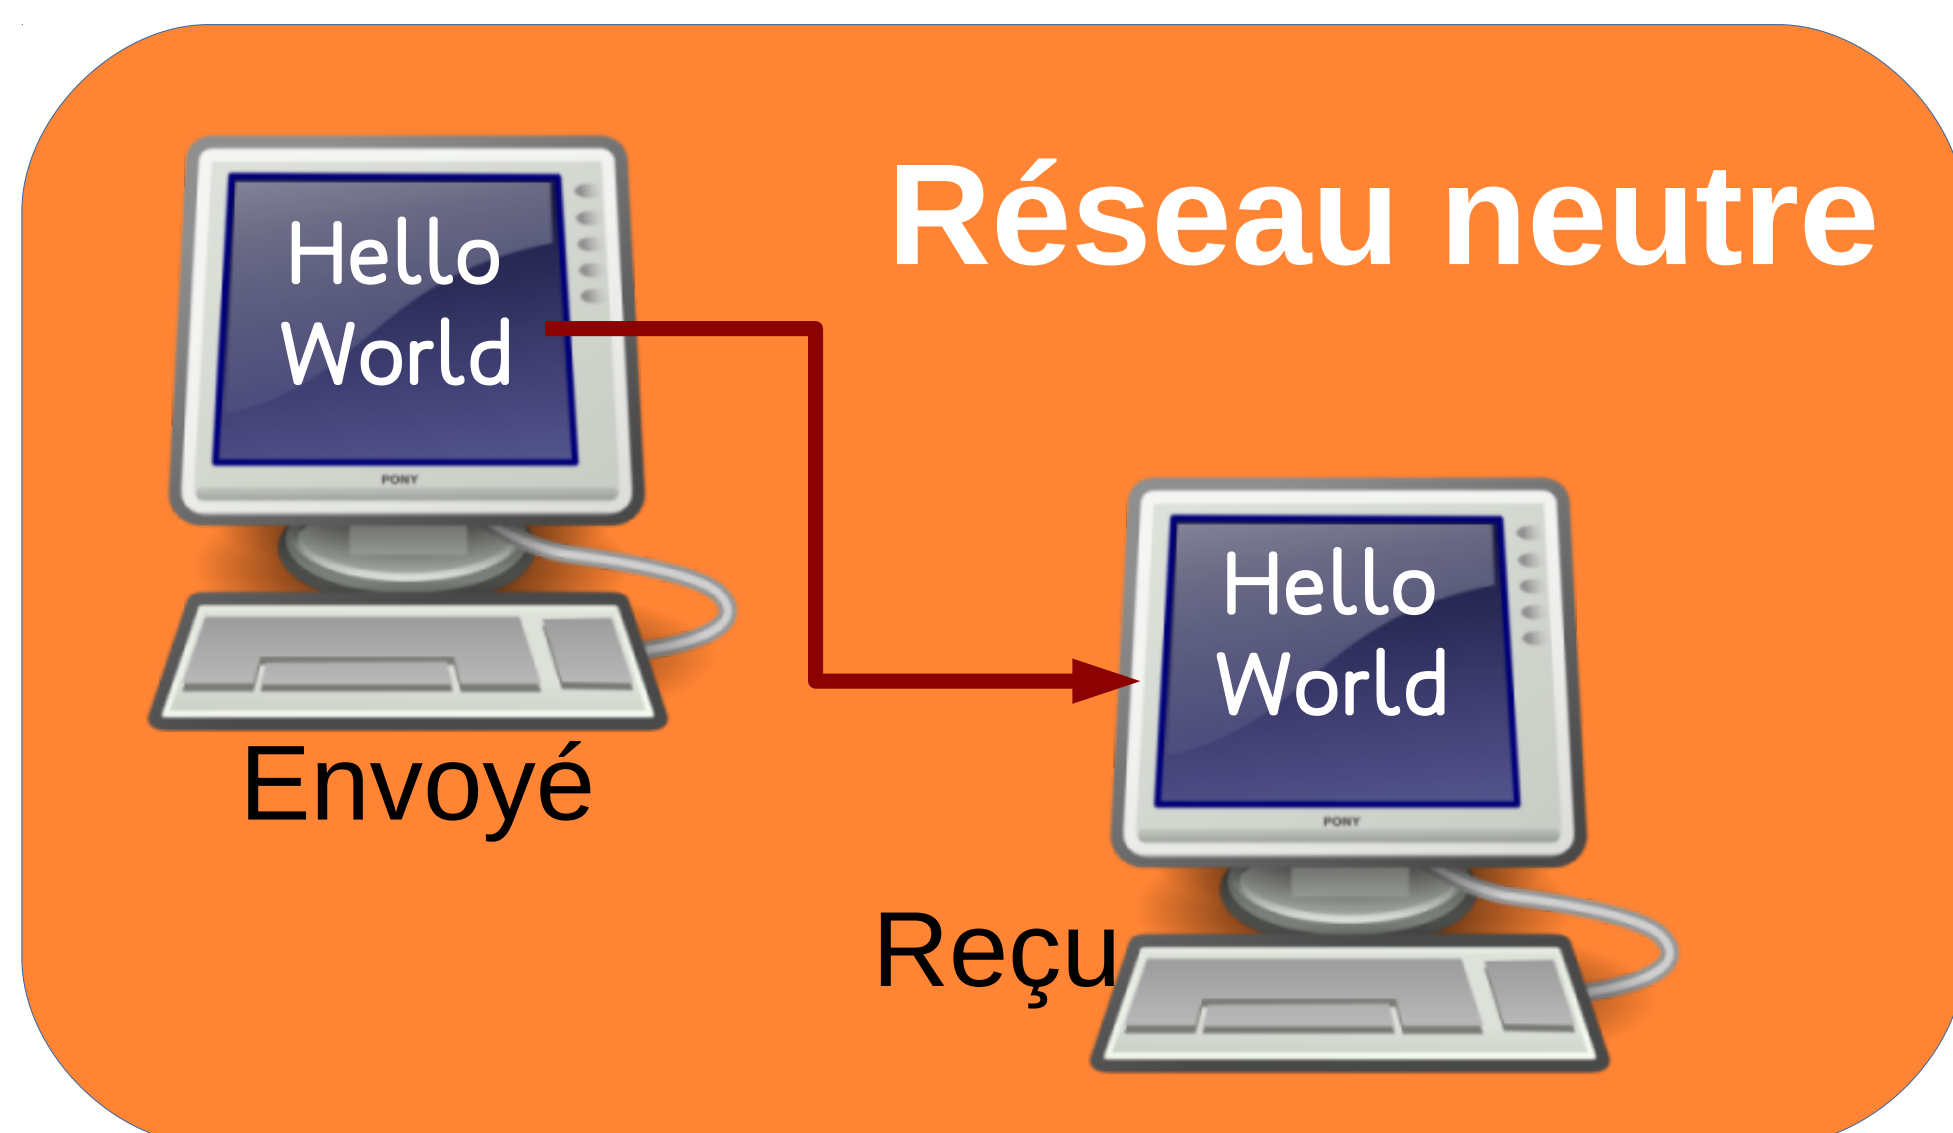 Réseau neutre
Hello
World
PONY
Envoyé
Hello
World
PONY
Reçu